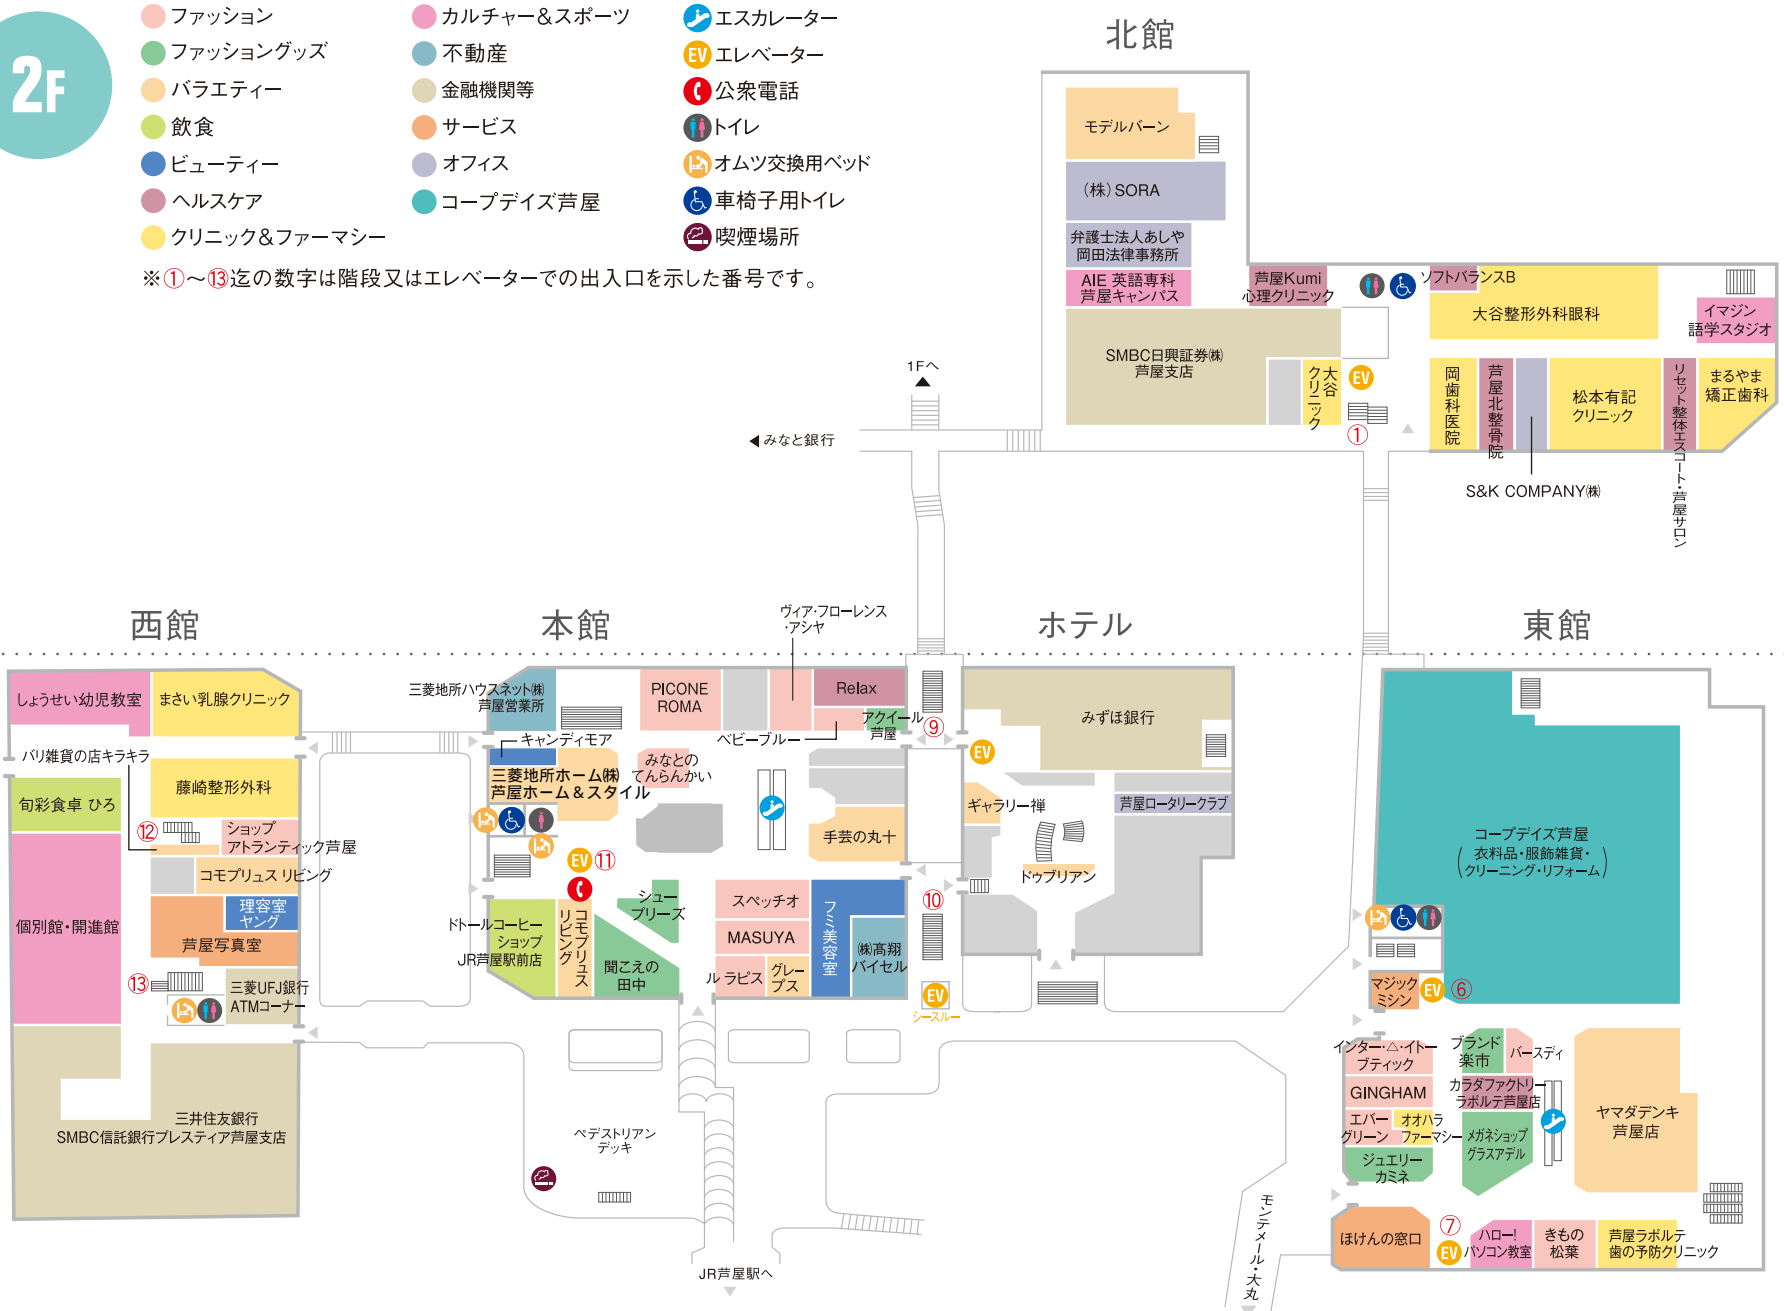 2F
ファッション
ファッショングッズ
バラエティー
飲食
ビューティー
ヘルスケア
クリニック&ファーマシー
カルチャー&スポーツ
不動産
金融機関等
サービス
オフィス
コープデイズ芦屋
エスカレーター
EV エレベーター
公衆電話
トイレ
オムツ交換用ベッド
車椅子用トイレ
喫煙場所
※①～⑬迄の数字は階段又はエレベーターでの出入口を示した番号です。
北館
モデルバーン
（株）SORA
弁護士法人あしや
岡田法律事務所
AIE 英語専科
芦屋キャンパス
芦屋Kumi
心理クリニック
SMBC日興証券㈱
芦屋支店
大谷
クリニック
EV
①
ソフトバランスB
大谷整形外科眼科
イマジン
語学スタジオ
岡歯科医院
芦屋北整骨院
S&K COMPANY㈱
松本有記
クリニック
リセット整体エスコート・芦屋サロン
まるやま
矯正歯科
1Fへ
▲
◀みなと銀行
西館
しょうせい幼児教室
まさい乳腺クリニック
バリ雑貨の店キラキラ
藤崎整形外科
旬彩食卓 ひろ
⑫
ショップ
アトランティック芦屋
コモプリュス リビング
個別館・開進館
理容室
ヤング
芦屋写真室
⑬
三菱UFJ銀行
ATMコーナー
三井住友銀行
SMBC信託銀行プレスティア芦屋支店
本館
ヴィア・フローレンス
・アシヤ
三菱地所ハウスネット㈱
芦屋営業所
PICONE
ROMA
Relax
アクイール
芦屋
ベビーブルー
キャンディモア
三菱地所ホーム㈱
芦屋ホーム&スタイル
みなとの
てんらんかい
手芸の丸十
EV
⑪
シュー
ブリーズ
ドトールコーヒー
ショップ
JR芦屋駅前店
コモプリュス
リビング
聞こえの
田中
スペッチオ
MASUYA
ル ラピス
グレー
プス
フミ美容室
㈱髙翔
バイセル
⑨
⑩
EV
シースルー
ペデストリアン
デッキ
JR芦屋駅へ
ホテル
みずほ銀行
EV
ギャラリー禅
芦屋ロータリークラブ
ドゥブリアン
東館
コープデイズ芦屋
（衣料品・服飾雑貨・
クリーニング・リフォーム）
マジック
ミシン
EV
⑥
インター・△・イトー
ブティック
GINGHAM
エバー
グリーン
オオハラ
ファーマシー
ジュエリー
カミネ
ブランド
楽市
バースディ
カラダファクトリー
ラポルテ芦屋店
メガネショップ
グラスアデル
ヤマダデンキ
芦屋店
ほけんの窓口
⑦
EV
ハロー!
パソコン教室
きもの
松葉
芦屋ラポルテ
歯の予防クリニック
モンテメール・大丸